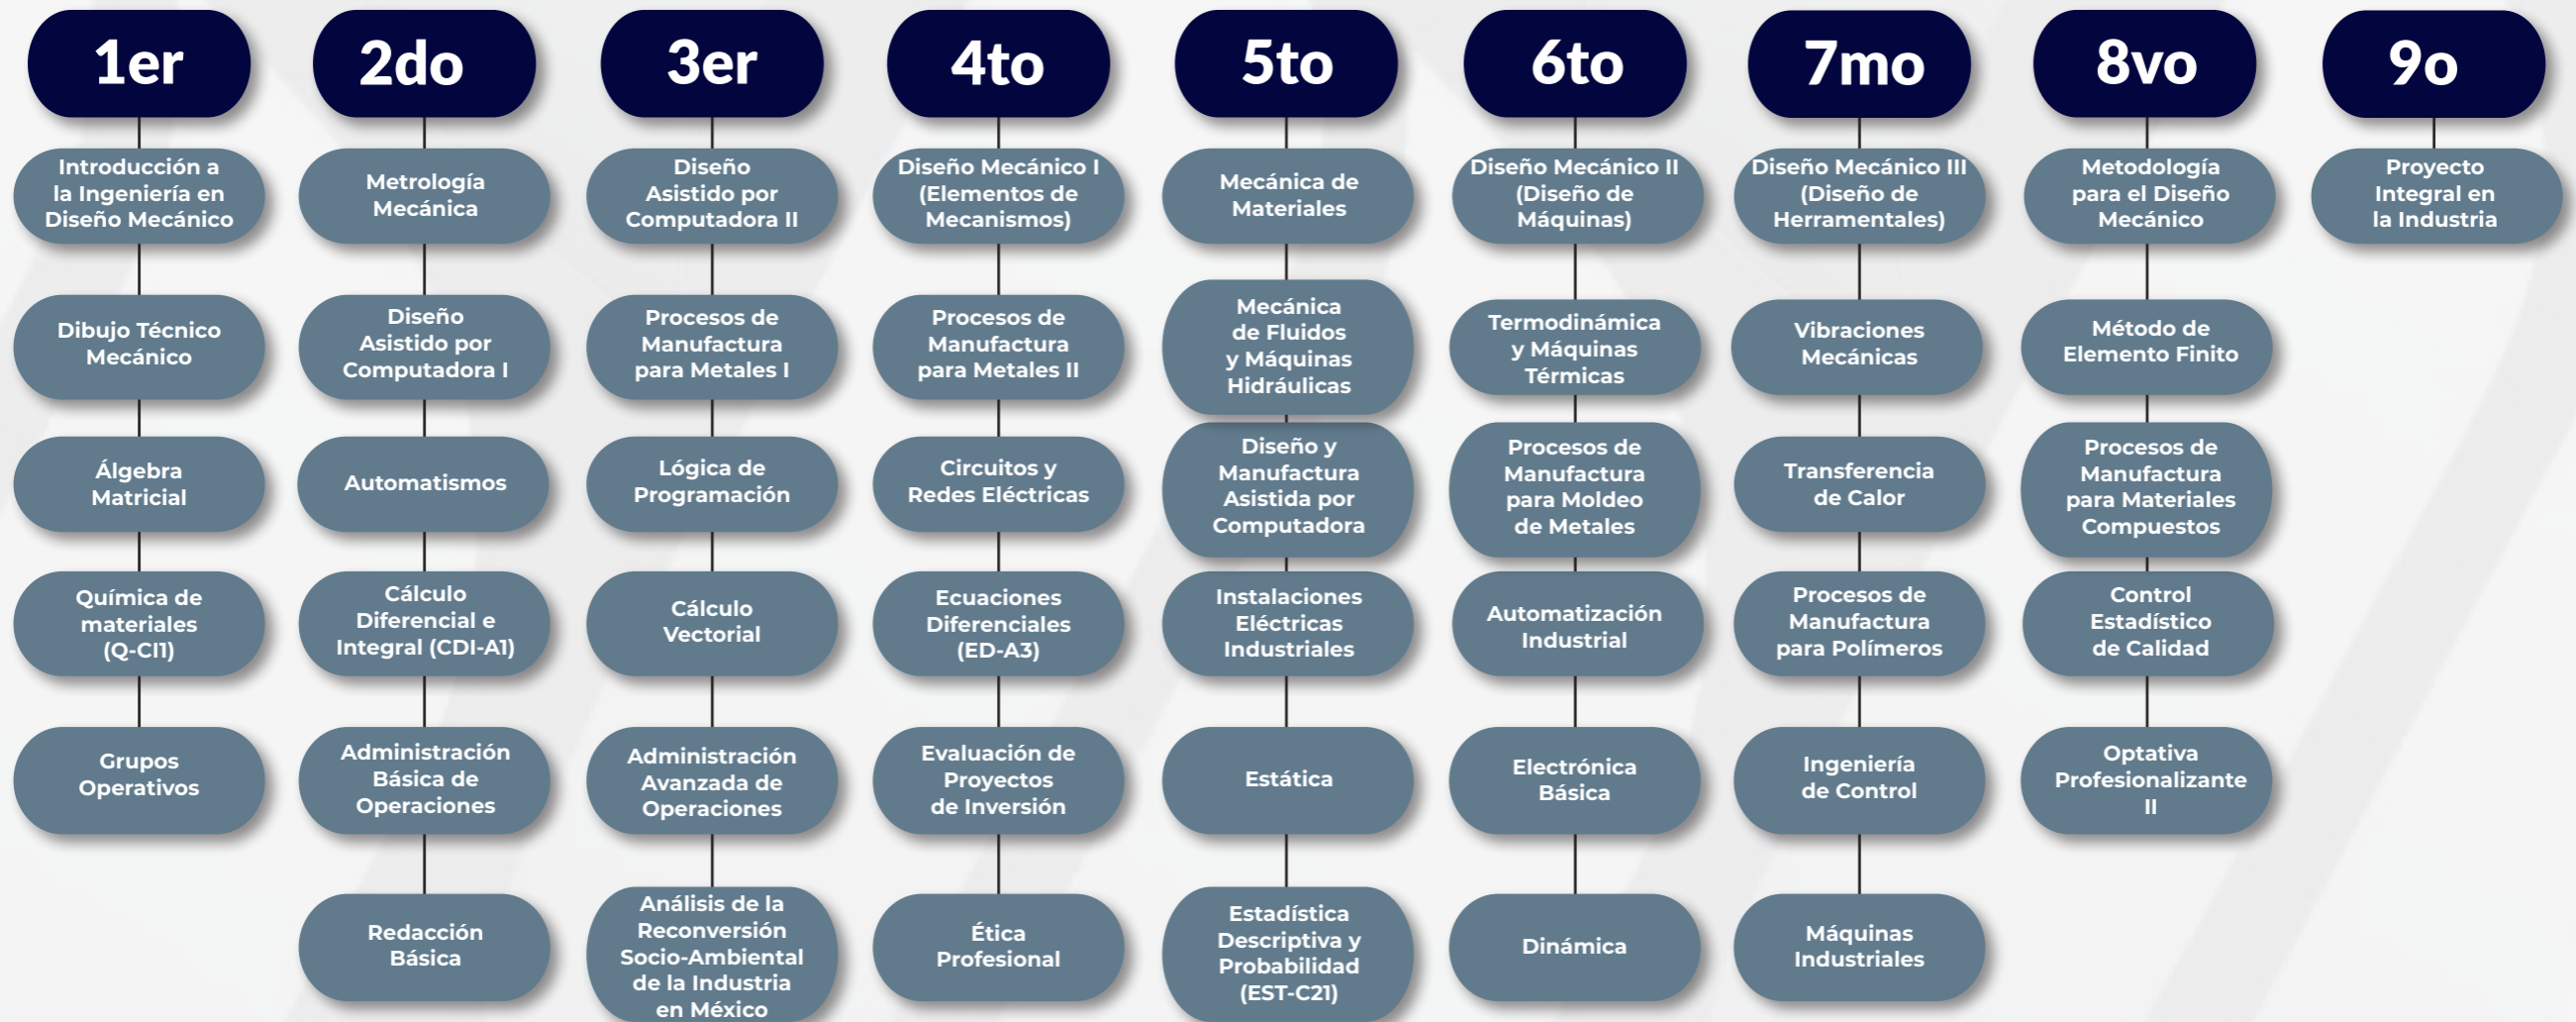 1er
Introducción a
la Ingeniería en
Diseño Mecánico
Dibujo Técnico
Mecánico
Álgebra
Matricial
Química de
materiales
(Q-CI1)
Grupos
Operativos
2do
Metrología
Mecánica
Diseño
Asistido por
Computadora I
Automatismos
Cálculo
Diferencial e
Integral (CDI-A1)
Administración
Básica de
Operaciones
Redacción
Básica
3er
Diseño
Asistido por
Computadora II
Procesos de
Manufactura
para Metales I
Lógica de
Programación
Cálculo
Vectorial
Administración
Avanzada de
Operaciones
Análisis de la
Reconversión
Socio-Ambiental
de la Industria
en México
4to
Diseño Mecánico I
(Elementos de
Mecanismos)
Procesos de
Manufactura
para Metales II
Circuitos y
Redes Eléctricas
Ecuaciones
Diferenciales
(ED-A3)
Evaluación de
Proyectos
de Inversión
Ética
Profesional
5to
Mecánica de
Materiales
Mecánica
de Fluidos
y Máquinas
Hidráulicas
Diseño y
Manufactura
Asistida por
Computadora
Instalaciones
Eléctricas
Industriales
Estática
Estadística
Descriptiva y
Probabilidad
(EST-C21)
6to
Diseño Mecánico II
(Diseño de
Máquinas)
Termodinámica
y Máquinas
Térmicas
Procesos de
Manufactura
para Moldeo
de Metales
Automatización
Industrial
Electrónica
Básica
Dinámica
7mo
Diseño Mecánico III
(Diseño de
Herramentales)
Vibraciones
Mecánicas
Transferencia
de Calor
Procesos de
Manufactura
para Polímeros
Ingeniería
de Control
Máquinas
Industriales
8vo
Metodología
para el Diseño
Mecánico
Método de
Elemento Finito
Procesos de
Manufactura
para Materiales
Compuestos
Control
Estadístico
de Calidad
Optativa
Profesionalizante
II
9o
Proyecto
Integral en
la Industria